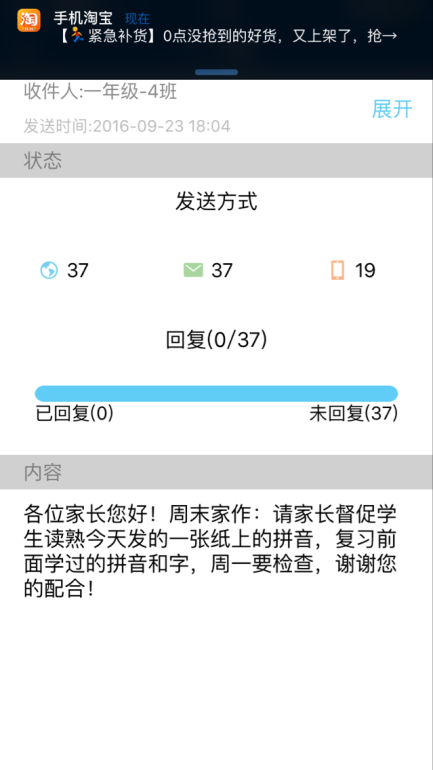 淘
手机淘宝 现在
【🏃紧急补货】0点没抢到的好货，又上架了，抢→
收件人:一年级-4班
展开
发送时间:2016-09-23 18:04
状态
发送方式
37 37 19
回复(0/37)
已回复(0) 未回复(37)
内容
各位家长您好！周末家作：请家长督促学
生读熟今天发的一张纸上的拼音，复习前
面学过的拼音和字，周一要检查，谢谢您
的配合！